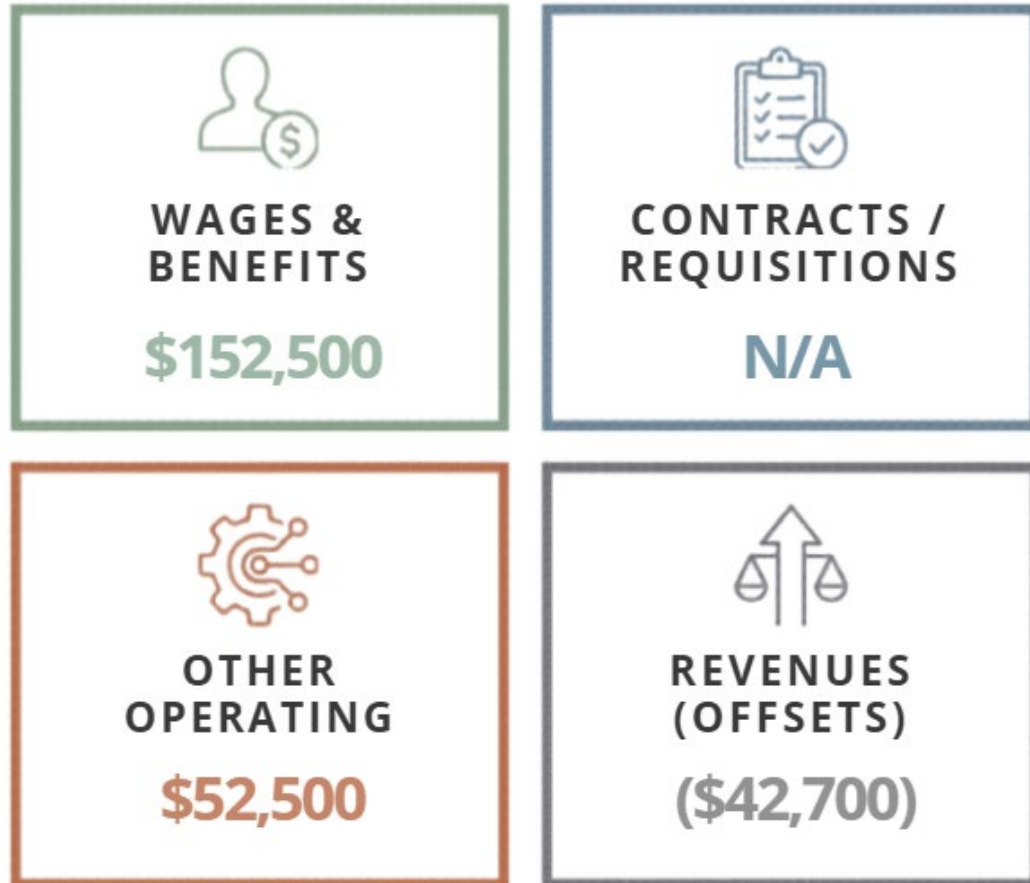 WAGES &
BENEFITS
$152,500
CONTRACTS /
REQUISITIONS
N/A
OTHER
OPERATING
$52,500
REVENUES
(OFFSETS)
($42,700)